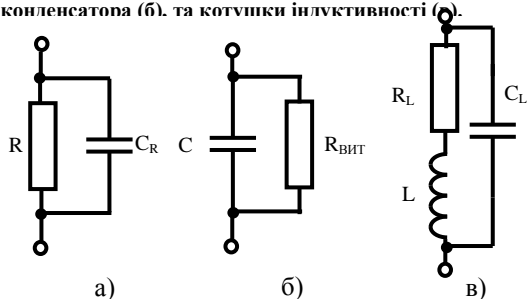 конденсатора (б), та котушки індуктивності (в).
R C_R C R_ВИТ R_L C_L
L
а) б) в)